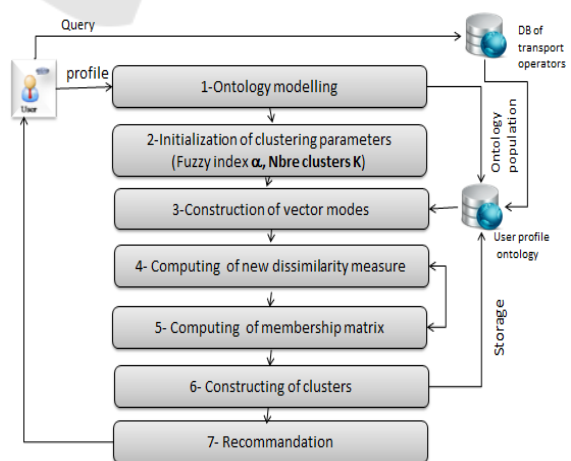 Query
DB of
transport
operators
profile
User
1-Ontology modelling
2-Initialization of clustering parameters
(Fuzzy index α, Nbre clusters K)
Ontology
population
3-Construction of vector modes
User profile
ontology
4- Computing of new dissimilarity measure
5- Computing of membership matrix
Storage
6- Constructing of clusters
7- Recommandation